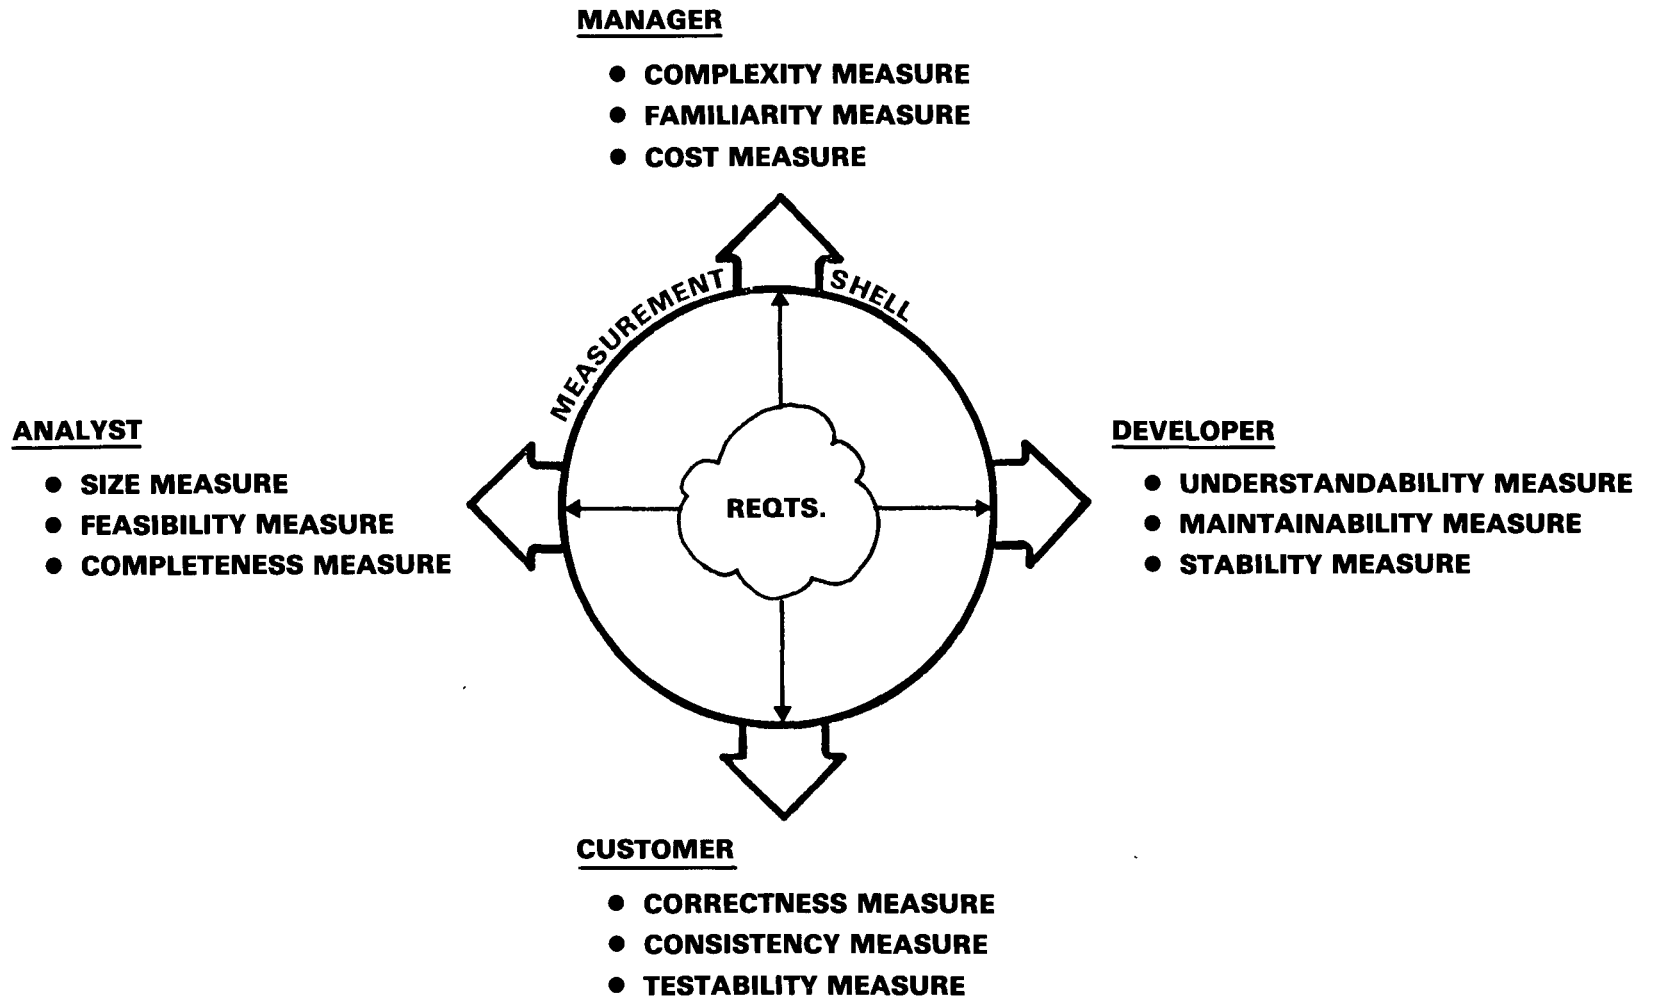 MANAGER
● COMPLEXITY MEASURE
● FAMILIARITY MEASURE
● COST MEASURE
MEASUREMENT SHELL
ANALYST
● SIZE MEASURE
● FEASIBILITY MEASURE
● COMPLETENESS MEASURE
REQTS.
DEVELOPER
● UNDERSTANDABILITY MEASURE
● MAINTAINABILITY MEASURE
● STABILITY MEASURE
CUSTOMER
● CORRECTNESS MEASURE
● CONSISTENCY MEASURE
● TESTABILITY MEASURE